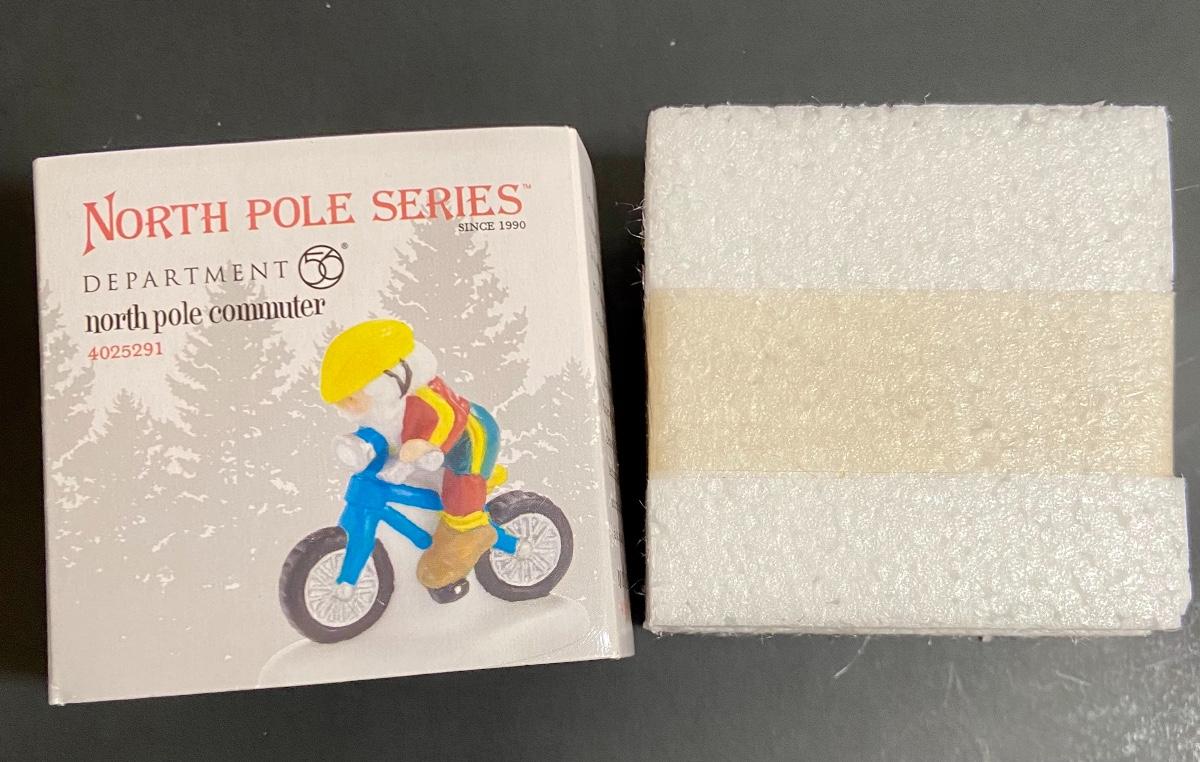 NORTH POLE SERIES™
SINCE 1990
DEPARTMENT 56®
north pole commuter
4025291